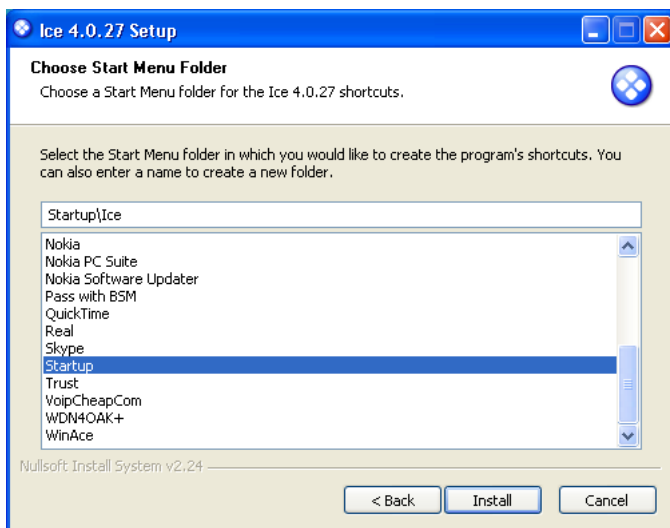 Ice 4.0.27 Setup
Choose Start Menu Folder
Choose a Start Menu folder for the Ice 4.0.27 shortcuts.
Select the Start Menu folder in which you would like to create the program's shortcuts. You
can also enter a name to create a new folder.
Startup\Ice
Nokia
Nokia PC Suite
Nokia Software Updater
Pass with BSM
QuickTime
Real
Skype
Startup
Trust
VoipCheapCom
WDN4OAK+
WinAce
Nullsoft Install System v2.24
< Back Install Cancel